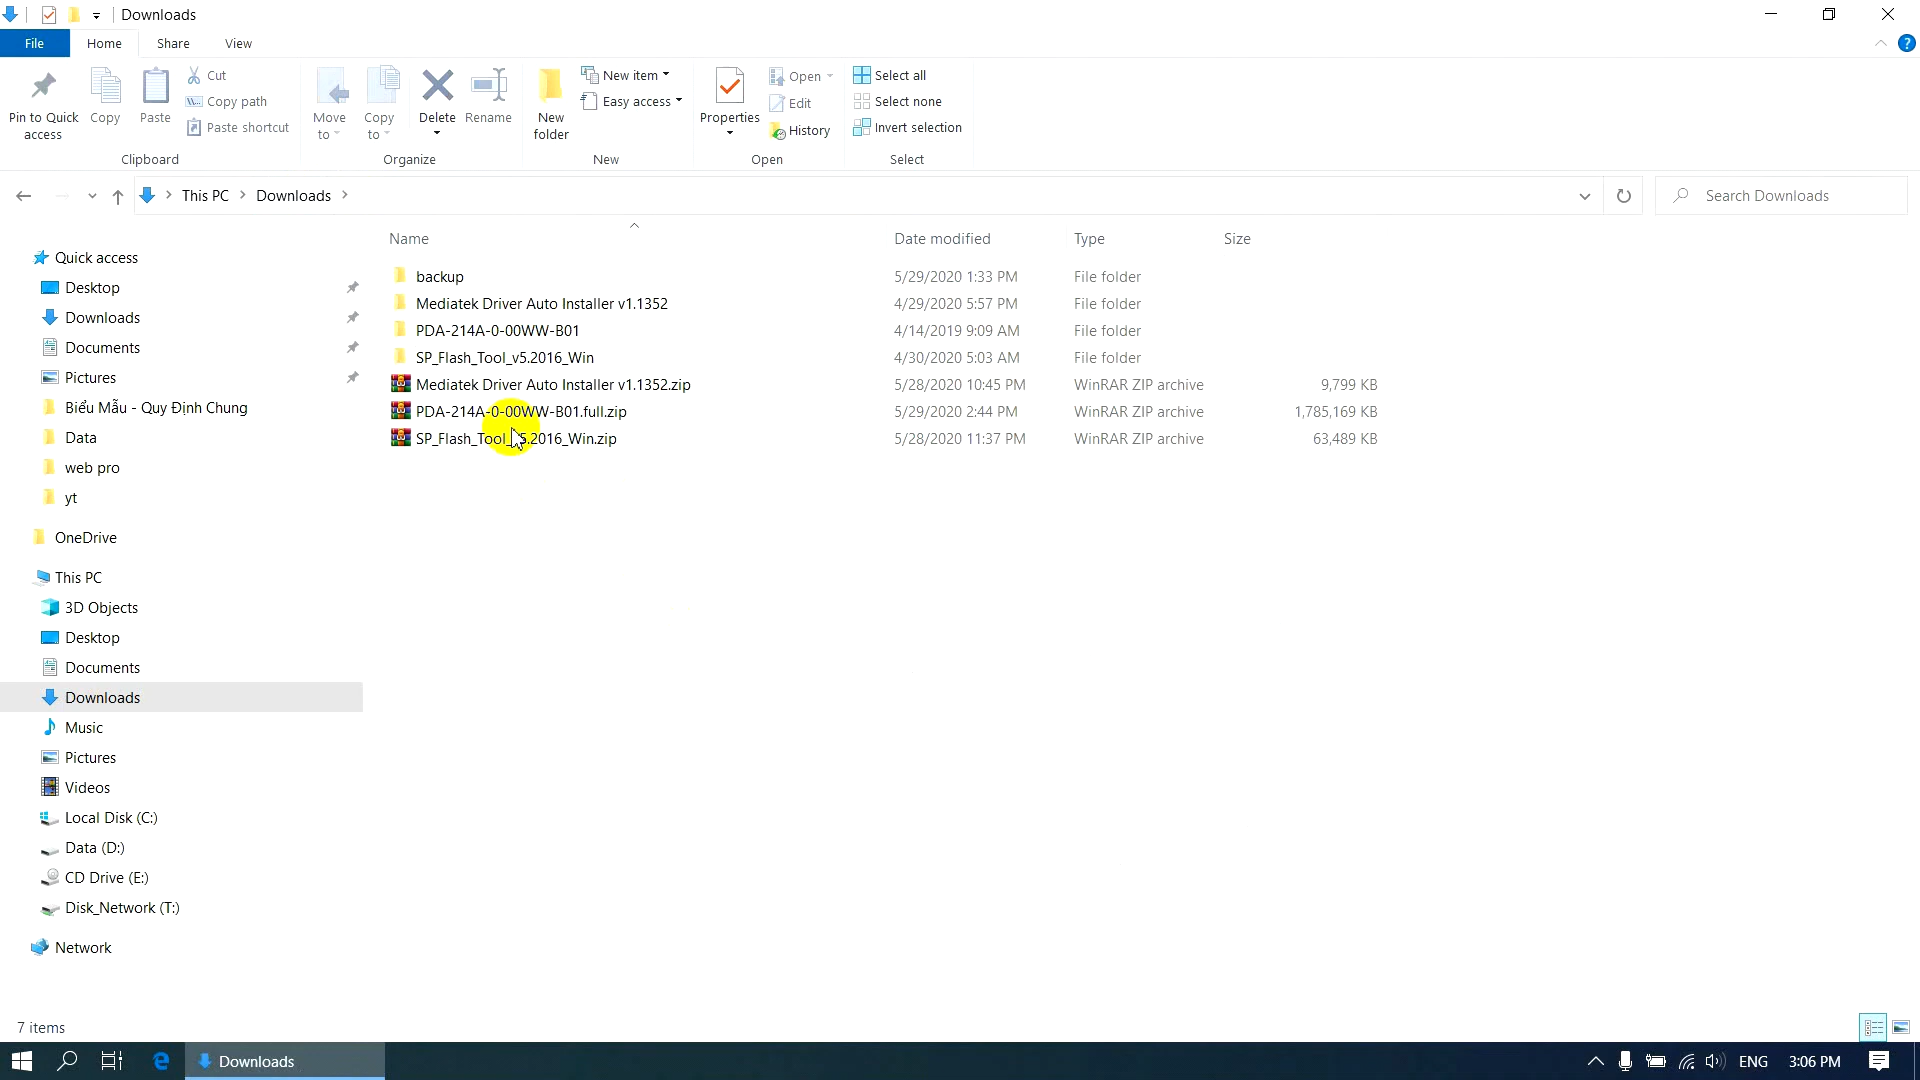 Downloads
File Home Share View
Pin to Quick access
Copy
Paste
Cut
Copy path
Paste shortcut
Clipboard
Move to
Copy to
Delete
Rename
Organize
New folder
New item
Easy access
New
Properties
Open
Edit
History
Open
Select all
Select none
Invert selection
Select
This PC Downloads
Search Downloads
Quick access
Desktop
Downloads
Documents
Pictures
Biểu Mẫu - Quy Định Chung
Data
web pro
yt
OneDrive
This PC
3D Objects
Desktop
Documents
Downloads
Music
Pictures
Videos
Local Disk (C:)
Data (D:)
CD Drive (E:)
Disk_Network (T:)
Network
Name Date modified Type Size
backup 5/29/2020 1:33 PM File folder
Mediatek Driver Auto Installer v1.1352 4/29/2020 5:57 PM File folder
PDA-214A-0-00WW-B01 4/14/2019 9:09 AM File folder
SP_Flash_Tool_v5.2016_Win 4/30/2020 5:03 AM File folder
Mediatek Driver Auto Installer v1.1352.zip 5/28/2020 10:45 PM WinRAR ZIP archive 9,799 KB
PDA-214A-0-00WW-B01.full.zip 5/29/2020 2:44 PM WinRAR ZIP archive 1,785,169 KB
SP_Flash_Tool_v5.2016_Win.zip 5/28/2020 11:37 PM WinRAR ZIP archive 63,489 KB
7 items
Downloads
ENG 3:06 PM